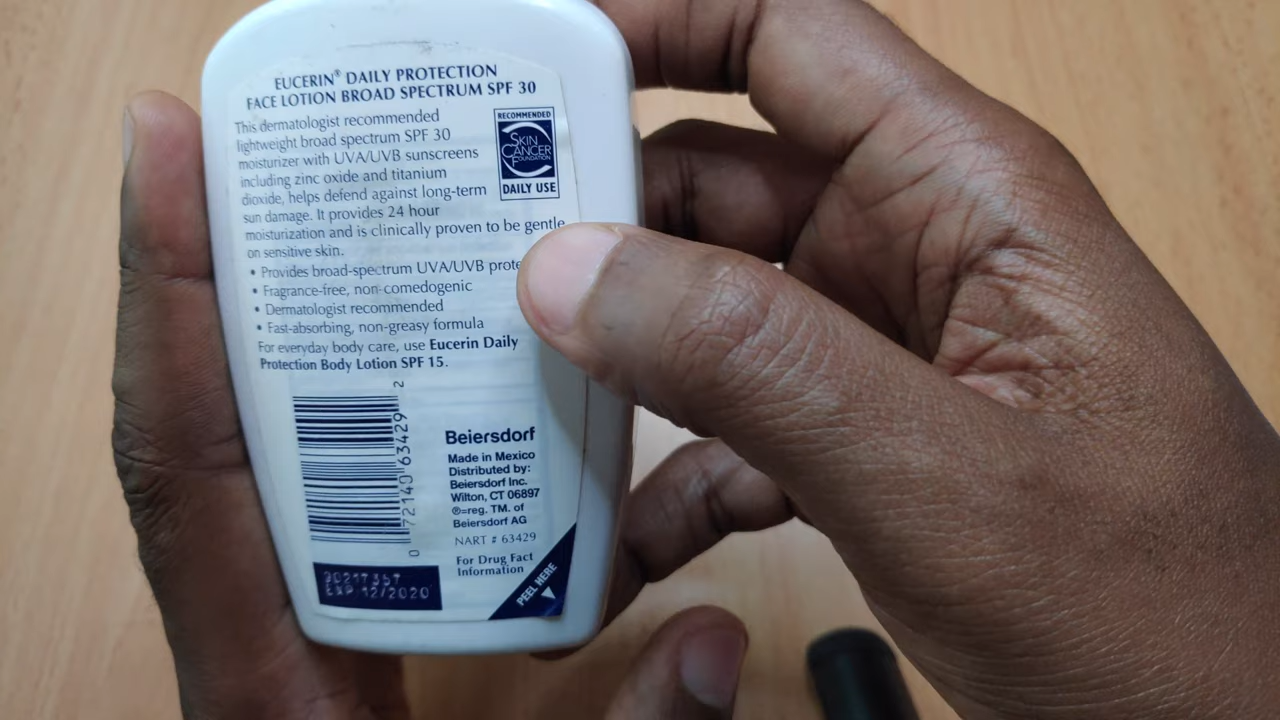 EUCERIN® DAILY PROTECTION
FACE LOTION BROAD SPECTRUM SPF 30
This dermatologist recommended
lightweight broad spectrum SPF 30
moisturizer with UVA/UVB sunscreens
including zinc oxide and titanium
dioxide, helps defend against long-term
sun damage. It provides 24 hour
moisturization and is clinically proven to be gentle
on sensitive skin.
RECOMMENDED
SKIN
CANCER
FOUNDATION
DAILY USE
• Provides broad-spectrum UVA/UVB prote
• Fragrance-free, non-comedogenic
• Dermatologist recommended
• Fast-absorbing, non-greasy formula
For everyday body care, use Eucerin Daily
Protection Body Lotion SPF 15.
0 72140 63429 2
Beiersdorf
Made in Mexico
Distributed by:
Beiersdorf Inc.
Wilton, CT 06897
®=reg. TM. of
Beiersdorf AG
NART # 63429
For Drug Fact
Information
PEEL HERE
EXP 12/2020